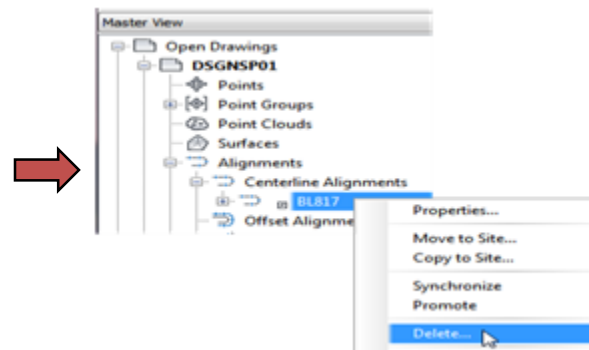 Master View
Open Drawings
DSGNSP01
Points
Point Groups
Point Clouds
Surfaces
Alignments
Centerline Alignments
BL817
Offset Alignme
Properties...
Move to Site...
Copy to Site...
Synchronize
Promote
Delete...